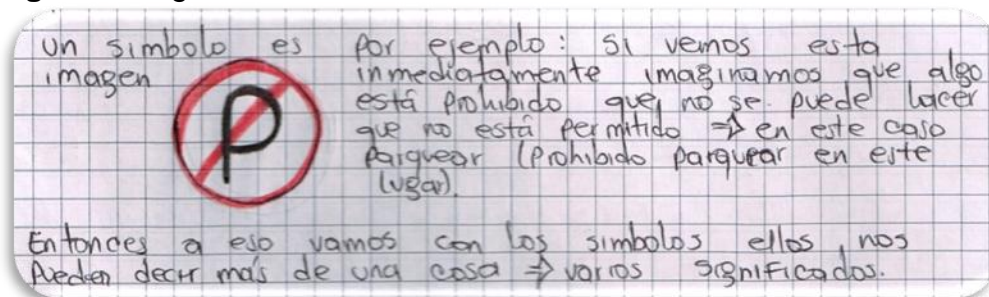 un símbolo es por ejemplo: si vemos esta
imagen inmediatamente imaginamos que algo
está prohibido que, no se puede hacer
que no está permitido ⇒ en este caso
P parquear (Prohibido parquear en este
lugar).
Entonces a eso vamos con los simbolos ellos nos
Pueden decir más de una cosa ⇒ varios significados.